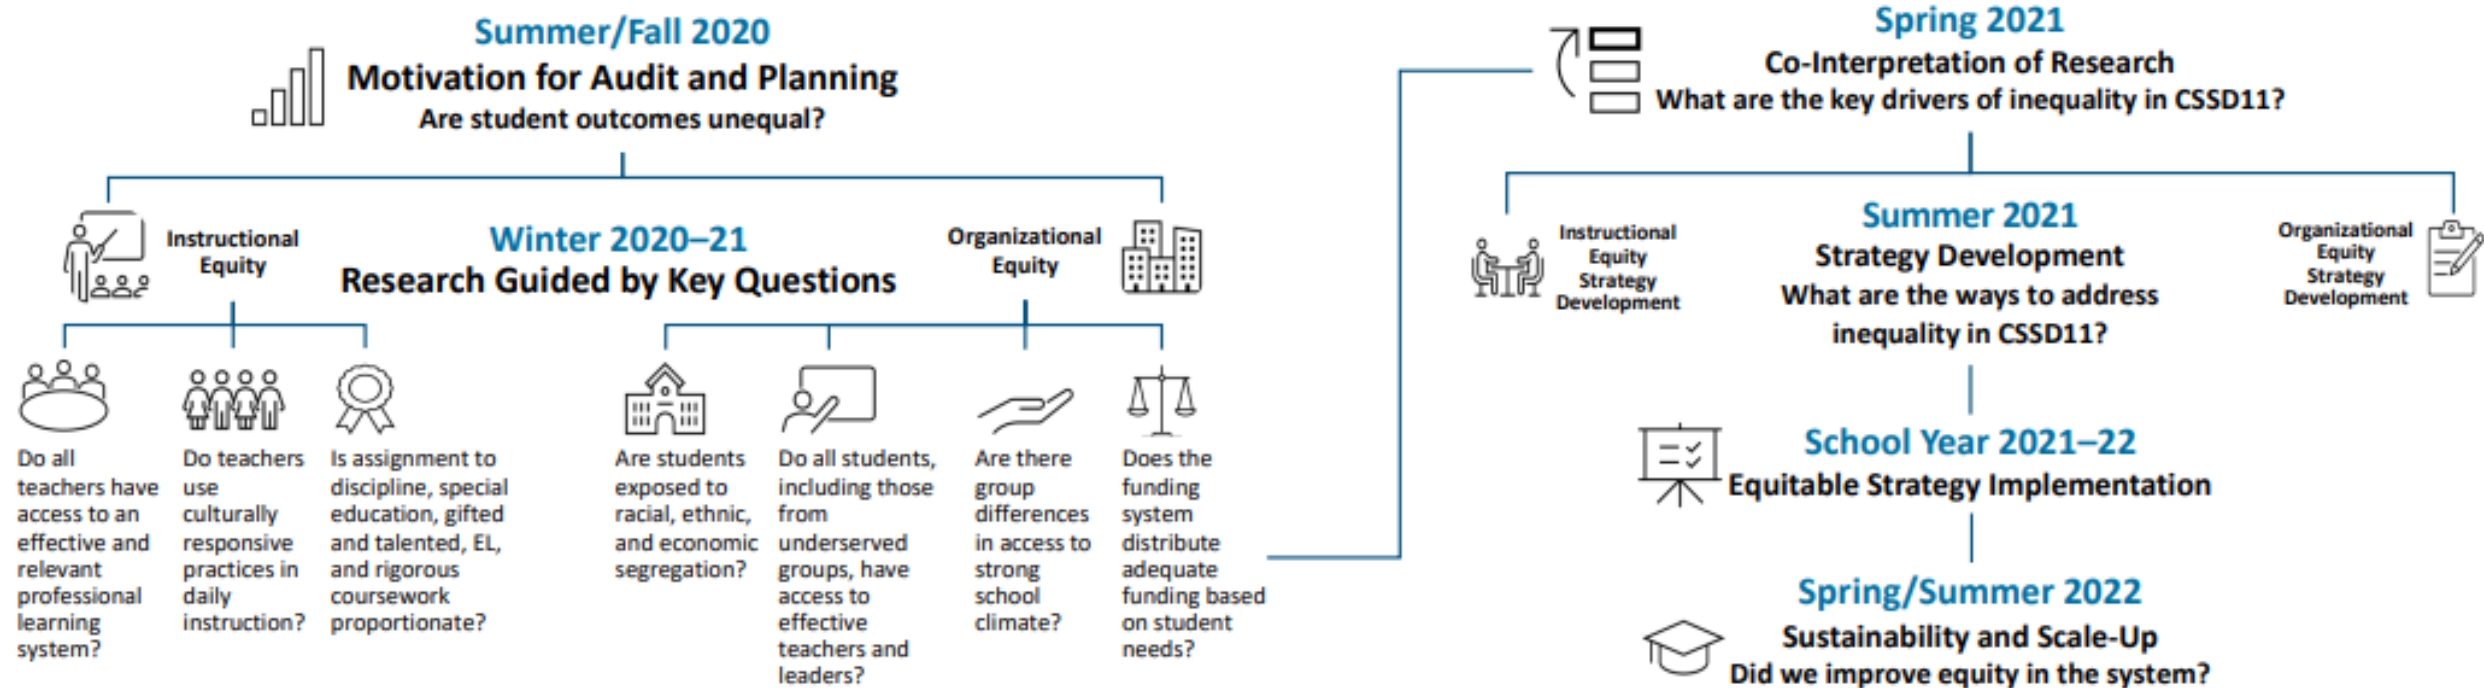 Summer/Fall 2020
Motivation for Audit and Planning
Are student outcomes unequal?
Instructional
Equity
Winter 2020–21
Research Guided by Key Questions
Organizational
Equity
Do all
teachers have
access to an
effective and
relevant
professional
learning
system?
Do teachers
use
culturally
responsive
practices in
daily
instruction?
Is assignment to
discipline, special
education, gifted
and talented, EL,
and rigorous
coursework
proportionate?
Are students
exposed to
racial, ethnic,
and economic
segregation?
Do all students,
including those
from
underserved
groups, have
access to
effective
teachers and
leaders?
Are there
group
differences
in access to
strong
school
climate?
Does the
funding
system
distribute
adequate
funding based
on student
needs?
Spring 2021
Co-Interpretation of Research
What are the key drivers of inequality in CSSD11?
Instructional
Equity
Strategy
Development
Summer 2021
Strategy Development
What are the ways to address
inequality in CSSD11?
Organizational
Equity
Strategy
Development
School Year 2021–22
Equitable Strategy Implementation
Spring/Summer 2022
Sustainability and Scale-Up
Did we improve equity in the system?